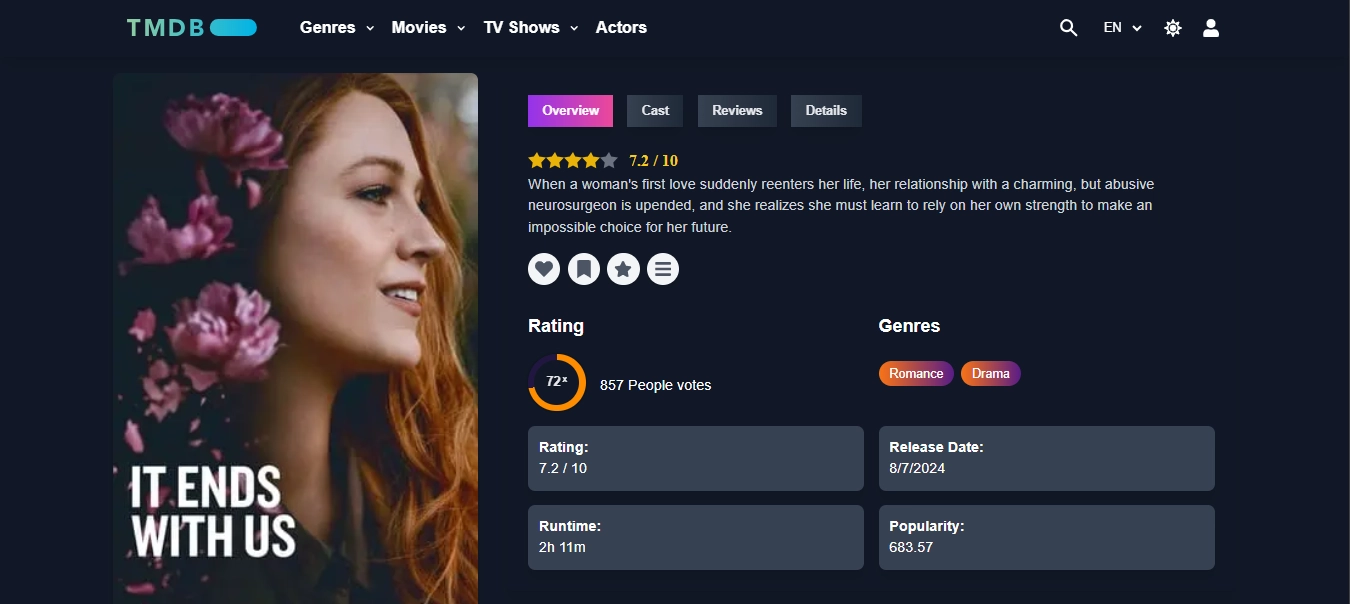 TMDB
Genres
Movies
TV Shows
Actors
EN
Overview
Cast
Reviews
Details
7.2 / 10
When a woman's first love suddenly reenters her life, her relationship with a charming, but abusive
neurosurgeon is upended, and she realizes she must learn to rely on her own strength to make an
impossible choice for her future.
Rating
Genres
72x
857 People votes
Romance
Drama
Rating:
7.2 / 10
Release Date:
8/7/2024
Runtime:
2h 11m
Popularity:
683.57
IT ENDS
WITH US